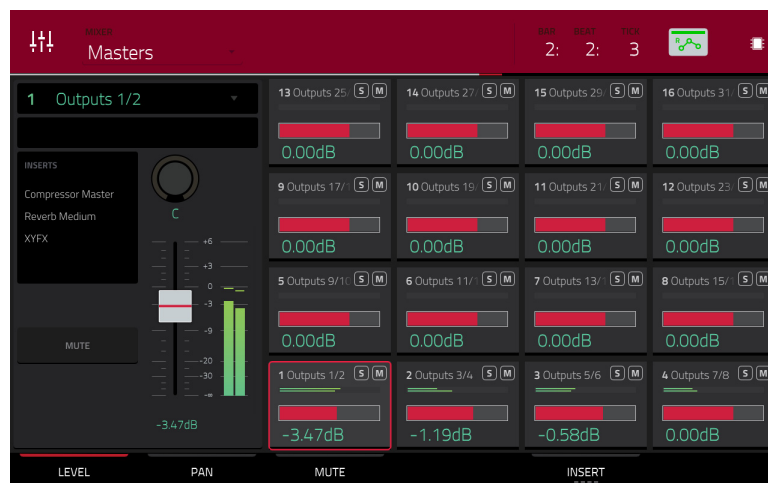 MIXER
Masters
BAR BEAT TICK
2: 2: 3
R
1 Outputs 1/2
INSERTS
Compressor Master
Reverb Medium
XYFX
C
+6
+3
0
-3
-9
-20
-30
-∞
MUTE
-3.47dB
13 Outputs 25/ S M
0.00dB
14 Outputs 27/ S M
0.00dB
15 Outputs 29/ S M
0.00dB
16 Outputs 31/ S M
0.00dB
9 Outputs 17/1 S M
0.00dB
10 Outputs 19/ S M
0.00dB
11 Outputs 21/ S M
0.00dB
12 Outputs 23/ S M
0.00dB
5 Outputs 9/10 S M
0.00dB
6 Outputs 11/1 S M
0.00dB
7 Outputs 13/1 S M
0.00dB
8 Outputs 15/1 S M
0.00dB
1 Outputs 1/2 S M
-3.47dB
2 Outputs 3/4 S M
-1.19dB
3 Outputs 5/6 S M
-0.58dB
4 Outputs 7/8 S M
0.00dB
LEVEL PAN MUTE INSERT